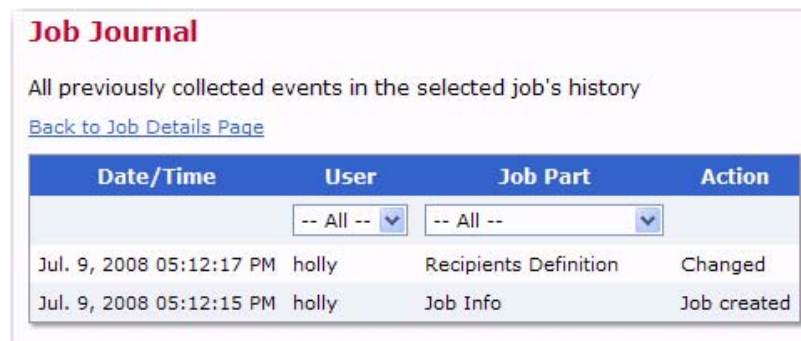 Job Journal
All previously collected events in the selected job's history
Back to Job Details Page
Date/Time User Job Part Action
-- All -- -- All --
Jul. 9, 2008 05:12:17 PM holly Recipients Definition Changed
Jul. 9, 2008 05:12:15 PM holly Job Info Job created